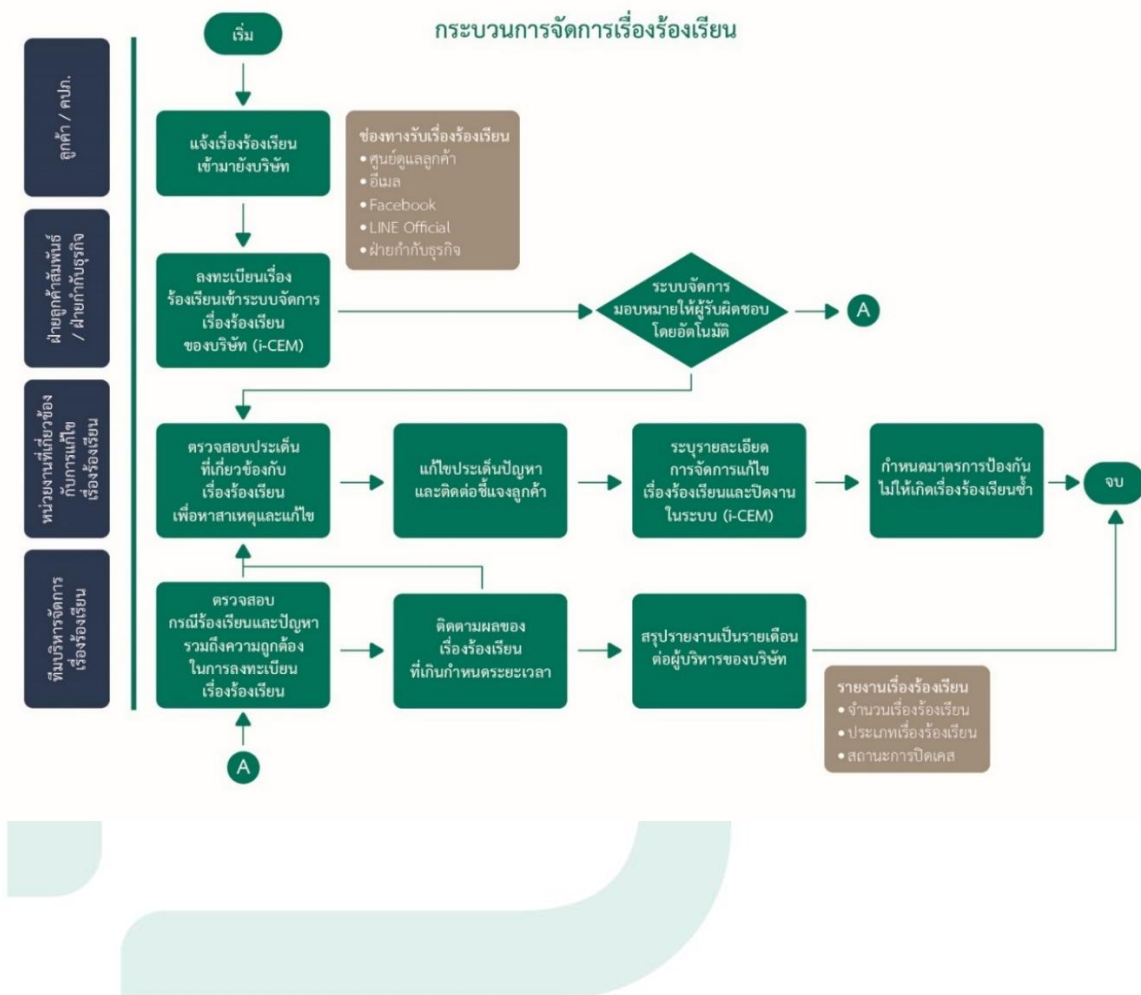 กระบวนการจัดการเรื่องร้องเรียน
เริ่ม
ลูกค้า / คปภ.
แจ้งเรื่องร้องเรียน
เข้ามายังบริษัท
ช่องทางรับเรื่องร้องเรียน
• ศูนย์ดูแลลูกค้า
• อีเมล
• Facebook
• LINE Official
• ฝ่ายกำกับธุรกิจ
ฝ่ายลูกค้าสัมพันธ์
/ ฝ่ายกำกับธุรกิจ
ลงทะเบียนเรื่อง
ร้องเรียนเข้าระบบจัดการ
เรื่องร้องเรียน
ของบริษัท (i-CEM)
ระบบจัดการ
มอบหมายให้ผู้รับผิดชอบ
โดยอัตโนมัติ
A
หน่วยงานที่เกี่ยวข้อง
กับการแก้ไข
เรื่องร้องเรียน
ตรวจสอบประเด็น
ที่เกี่ยวข้องกับ
เรื่องร้องเรียน
เพื่อหาสาเหตุและแก้ไข
แก้ไขประเด็นปัญหา
และติดต่อชี้แจงลูกค้า
ระบุรายละเอียด
การจัดการแก้ไข
เรื่องร้องเรียนและปิดงาน
ในระบบ (i-CEM)
กำหนดมาตรการป้องกัน
ไม่ให้เกิดเรื่องร้องเรียนซ้ำ
จบ
ทีมบริหารจัดการ
เรื่องร้องเรียน
ตรวจสอบ
กรณีร้องเรียนและปัญหา
รวมถึงความถูกต้อง
ในการลงทะเบียน
เรื่องร้องเรียน
ติดตามผลของ
เรื่องร้องเรียน
ที่เกินกำหนดระยะเวลา
สรุปรายงานเป็นรายเดือน
ต่อผู้บริหารของบริษัท
รายงานเรื่องร้องเรียน
• จำนวนเรื่องร้องเรียน
• ประเภทเรื่องร้องเรียน
• สถานะการปิดเคส
A